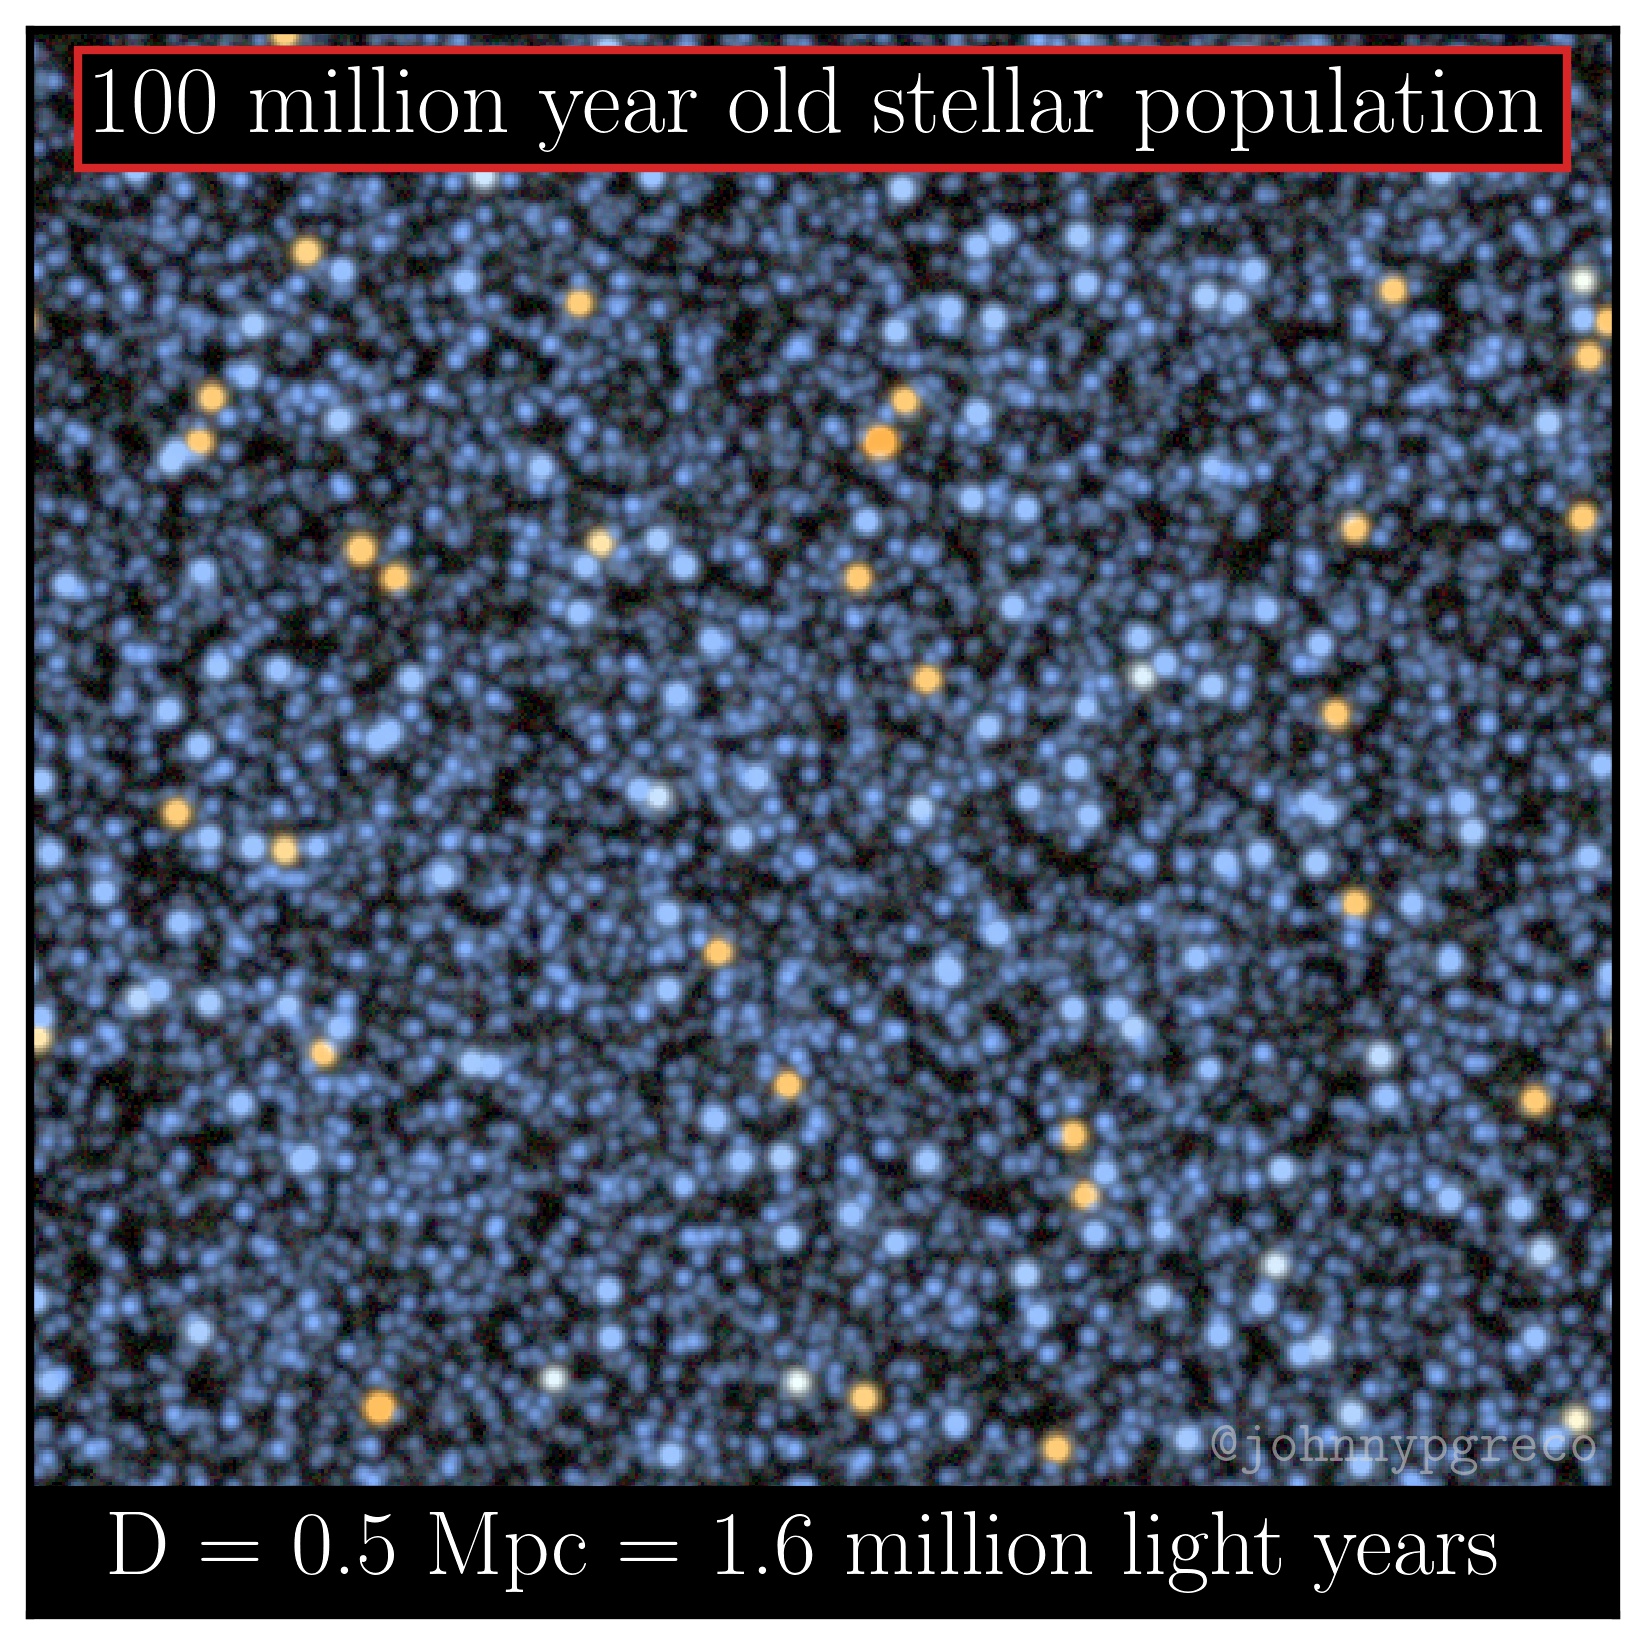 100 million year old stellar population
@johnnypgreco
D = 0.5 Mpc = 1.6 million light years